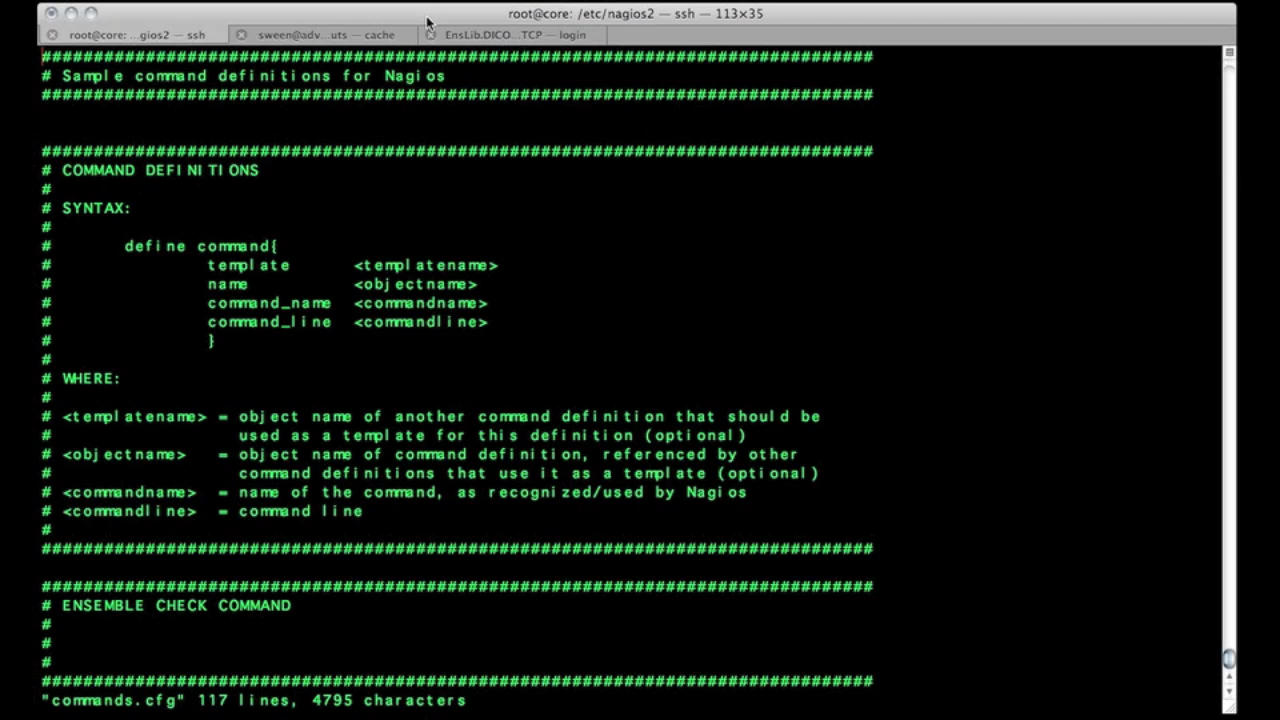 root@core: /etc/nagios2 — ssh — 113×35
root@core: ...gios2 — ssh sween@adv...uts — cache EnsLib.DICO...TCP — login
################################################################################
# Sample command definitions for Nagios
################################################################################
################################################################################
# COMMAND DEFINITIONS
#
# SYNTAX:
#
#       define command{
#               template      <templatename>
#               name          <objectname>
#               command_name  <commandname>
#               command_line  <commandline>
#               }
#
# WHERE:
#
# <templatename> = object name of another command definition that should be
#                  used as a template for this definition (optional)
# <objectname>   = object name of command definition, referenced by other
#                  command definitions that use it as a template (optional)
# <commandname>  = name of the command, as recognized/used by Nagios
# <commandline>  = command line
#
################################################################################
################################################################################
# ENSEMBLE CHECK COMMAND
#
#
#
################################################################################
"commands.cfg" 117 lines, 4795 characters